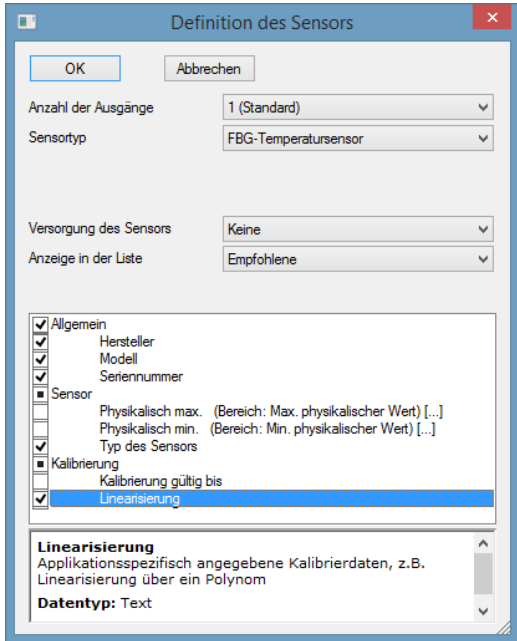 Definition des Sensors
OK
Abbrechen
Anzahl der Ausgänge
1 (Standard)
Sensortyp
FBG-Temperatursensor
Versorgung des Sensors
Keine
Anzeige in der Liste
Empfohlene
Allgemein
Hersteller
Modell
Seriennummer
Sensor
Physikalisch max. (Bereich: Max. physikalischer Wert) [...]
Physikalisch min. (Bereich: Min. physikalischer Wert) [...]
Typ des Sensors
Kalibrierung
Kalibrierung gültig bis
Linearisierung
Linearisierung
Applikationsspezifisch angegebene Kalibrierdaten, z.B.
Linearisierung über ein Polynom
Datentyp: Text